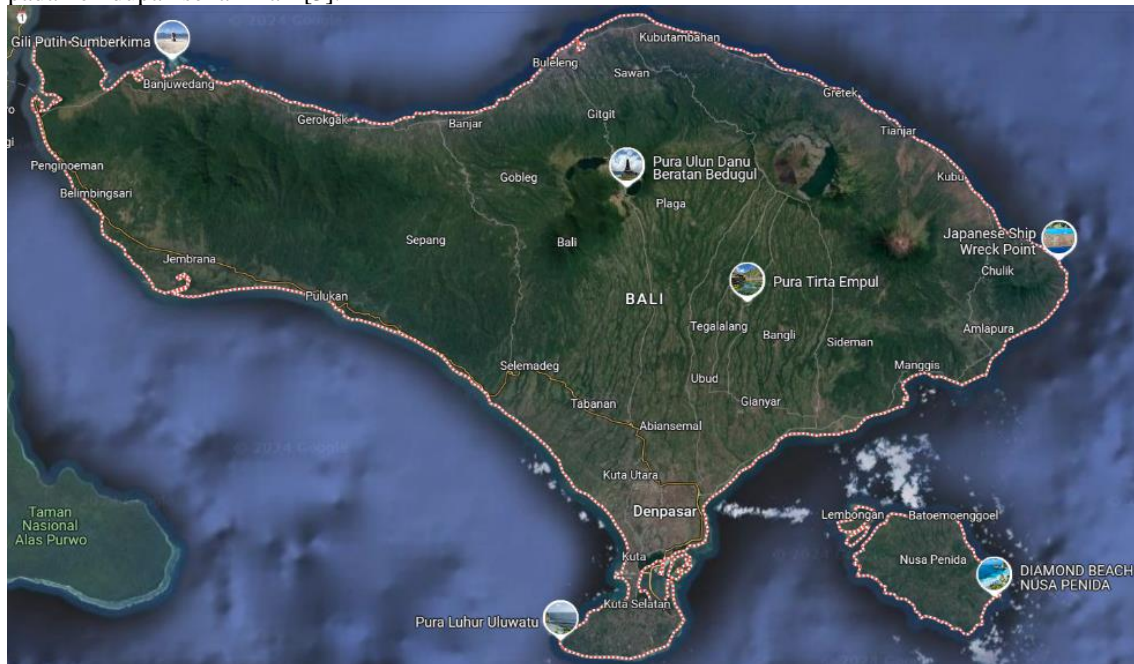 © 2024 Google
Gili Putih Sumberkima
Kubutambahan
Buleleng
Sawan
Banjuwedang
Gretek
Gerokgak
Banjar
Gitgit
Tianjar
Penginoeman
Pura Ulun Danu
Beratan Bedugul
Gobleg
Kubu
Belimbingsari
Plaga
Sepang
Bali
Japanese Ship
Wreck Point
Jembrana
Chulik
Pura Tirta Empul
Pulukan
BALI
Tegalalang
Bangli
Sideman
Amlapura
Selemadeg
Manggis
Ubud
Tabanan
Gianyar
Abiansemal
© 2024 Google
Kuta Utara
Taman
Nasional
Alas Purwo
Denpasar
Lembongan
Batoemoenggoel
Kuta
Nusa Penida
DIAMOND BEACH
NUSA PENIDA
Kuta Selatan
Pura Luhur Uluwatu